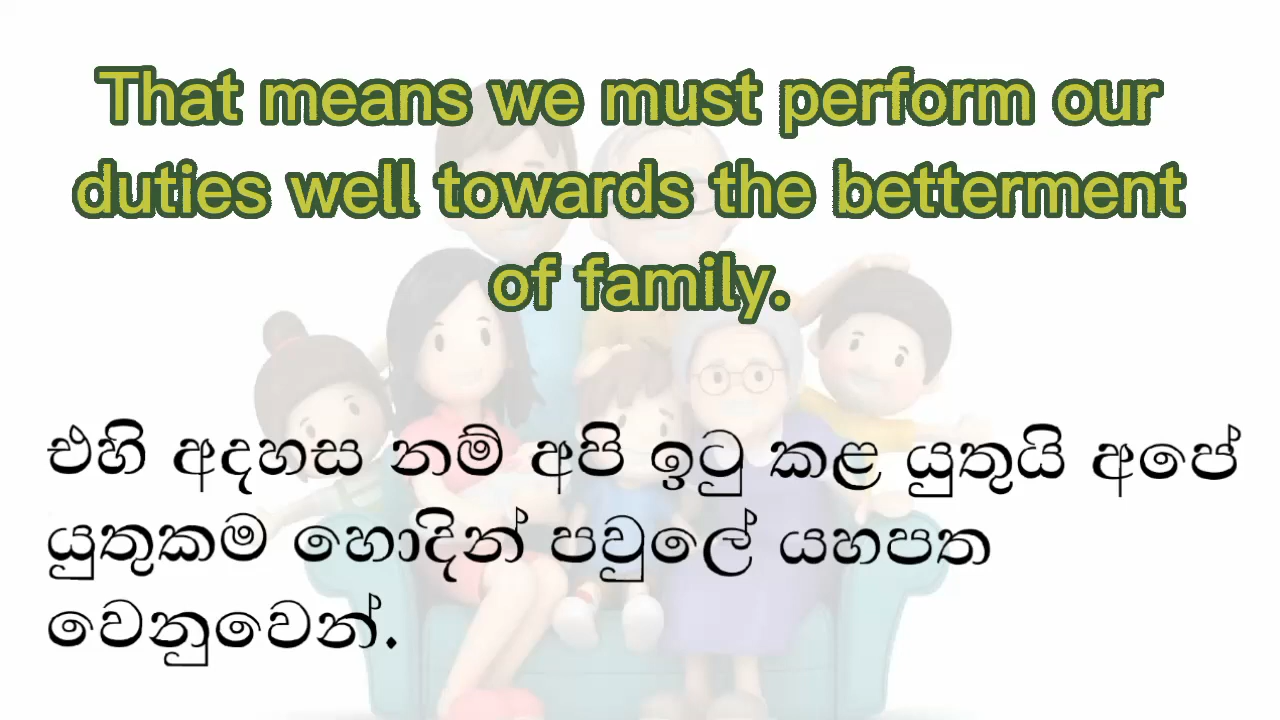 That means we must perform our
duties well towards the betterment
of family.
එහි අදහස නම් අපි ඉටු කළ යුතුයි අපේ
යුතුකම හොදින් පවුලේ යහපත
වෙනුවෙන්.